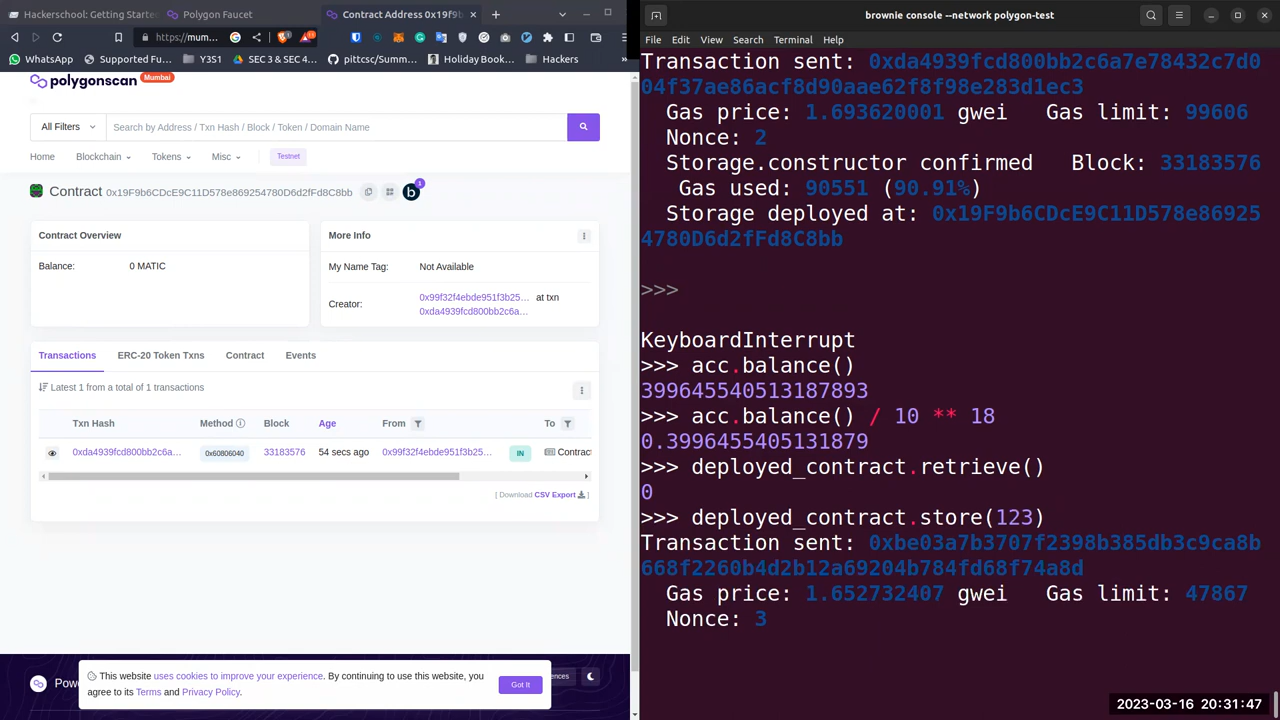 Hackerschool: Getting Starte
Polygon Faucet
Contract Address 0x19f9b
https://mum
WhatsApp
Supported Fu...
Y3S1
SEC 3 & SEC 4...
pittcsc/Summ...
Holiday Book...
Hackers
polygonscan Mumbai
All Filters
Search by Address / Txn Hash / Block / Token / Domain Name
Home
Blockchain
Tokens
Misc
Testnet
Contract 0x19F9b6CDcE9C11D578e869254780D6d2fFd8C8bb
b 1
Contract Overview
Balance: 0 MATIC
More Info
My Name Tag: Not Available
Creator: 0x99f32f4ebde951f3b25... at txn
0xda4939fcd800bb2c6a...
Transactions
ERC-20 Token Txns
Contract
Events
Latest 1 from a total of 1 transactions
Txn Hash Method Block Age From To
0xda4939fcd800bb2c6a... 0x60806040 33183576 54 secs ago 0x99f32f4ebde951f3b25... IN Contract
[ Download CSV Export ]
This website uses cookies to improve your experience. By continuing to use this website, you
agree to its Terms and Privacy Policy.
Got It
Powe
ences
brownie console --network polygon-test
File Edit View Search Terminal Help
Transaction sent: 0xda4939fcd800bb2c6a7e78432c7d0
04f37ae86acf8d90aae62f8f98e283d1ec3
Gas price: 1.693620001 gwei Gas limit: 99606
Nonce: 2
Storage.constructor confirmed Block: 33183576
Gas used: 90551 (90.91%)
Storage deployed at: 0x19F9b6CDcE9C11D578e86925
4780D6d2fFd8C8bb
>>>
KeyboardInterrupt
>>> acc.balance()
399645540513187893
>>> acc.balance() / 10 ** 18
0.3996455405131879
>>> deployed_contract.retrieve()
0
>>> deployed_contract.store(123)
Transaction sent: 0xbe03a7b3707f2398b385db3c9ca8b
668f2260b4d2b12a69204b784fd68f74a8d
Gas price: 1.652732407 gwei Gas limit: 47867
Nonce: 3
2023-03-16 20:31:47